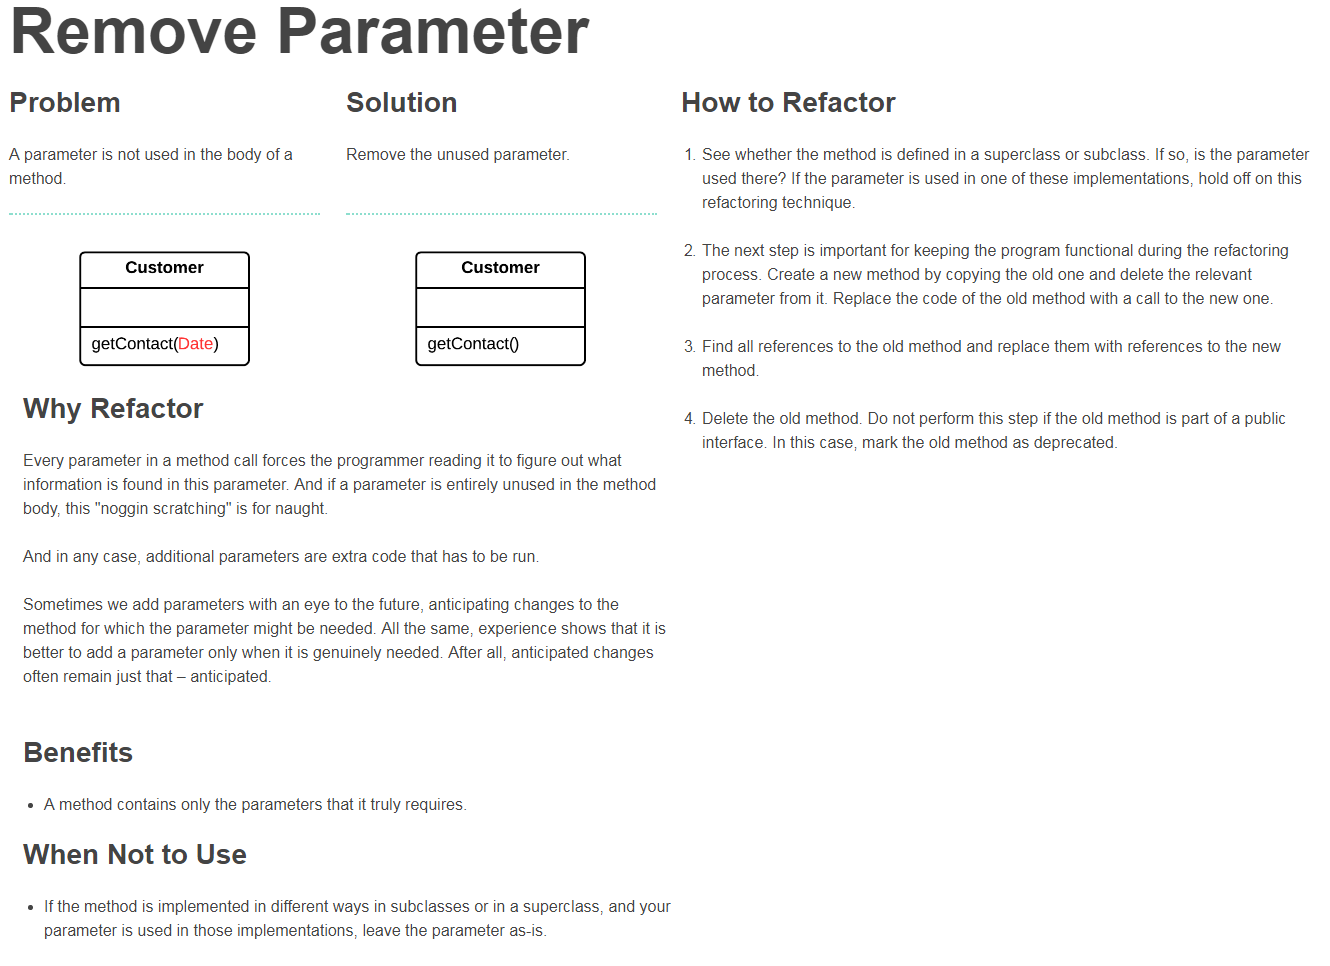 Remove Parameter
Problem
A parameter is not used in the body of a
method.
Customer
getContact(Date)
Solution
Remove the unused parameter.
Customer
getContact()
Why Refactor
Every parameter in a method call forces the programmer reading it to figure out what
information is found in this parameter. And if a parameter is entirely unused in the method
body, this "noggin scratching" is for naught.
And in any case, additional parameters are extra code that has to be run.
Sometimes we add parameters with an eye to the future, anticipating changes to the
method for which the parameter might be needed. All the same, experience shows that it is
better to add a parameter only when it is genuinely needed. After all, anticipated changes
often remain just that – anticipated.
Benefits
• A method contains only the parameters that it truly requires.
When Not to Use
• If the method is implemented in different ways in subclasses or in a superclass, and your
parameter is used in those implementations, leave the parameter as-is.
How to Refactor
1. See whether the method is defined in a superclass or subclass. If so, is the parameter
used there? If the parameter is used in one of these implementations, hold off on this
refactoring technique.
2. The next step is important for keeping the program functional during the refactoring
process. Create a new method by copying the old one and delete the relevant
parameter from it. Replace the code of the old method with a call to the new one.
3. Find all references to the old method and replace them with references to the new
method.
4. Delete the old method. Do not perform this step if the old method is part of a public
interface. In this case, mark the old method as deprecated.